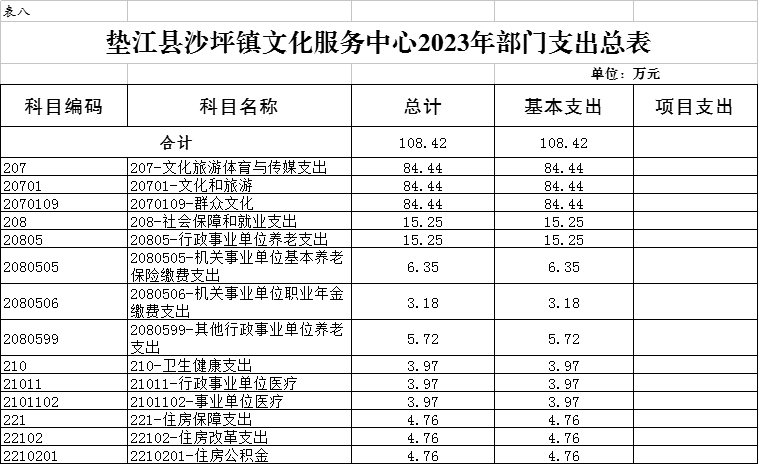 表八
垫江县沙坪镇文化服务中心2023年部门支出总表
单位：万元
科目编码 科目名称 总计 基本支出 项目支出
合计 108.42 108.42
207 207-文化旅游体育与传媒支出 84.44 84.44
20701 20701-文化和旅游 84.44 84.44
2070109 2070109-群众文化 84.44 84.44
208 208-社会保障和就业支出 15.25 15.25
20805 20805-行政事业单位养老支出 15.25 15.25
2080505 2080505-机关事业单位基本养老 6.35 6.35
保险缴费支出
2080506 2080506-机关事业单位职业年金 3.18 3.18
缴费支出
2080599 2080599-其他行政事业单位养老 5.72 5.72
支出
210 210-卫生健康支出 3.97 3.97
21011 21011-行政事业单位医疗 3.97 3.97
2101102 2101102-事业单位医疗 3.97 3.97
221 221-住房保障支出 4.76 4.76
22102 22102-住房改革支出 4.76 4.76
2210201 2210201-住房公积金 4.76 4.76